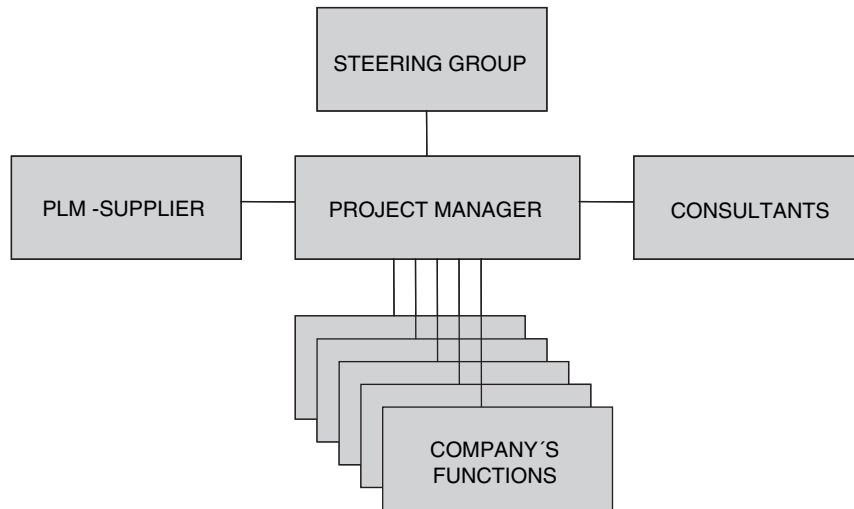 STEERING GROUP
PLM -SUPPLIER
PROJECT MANAGER
CONSULTANTS
COMPANY´S
FUNCTIONS